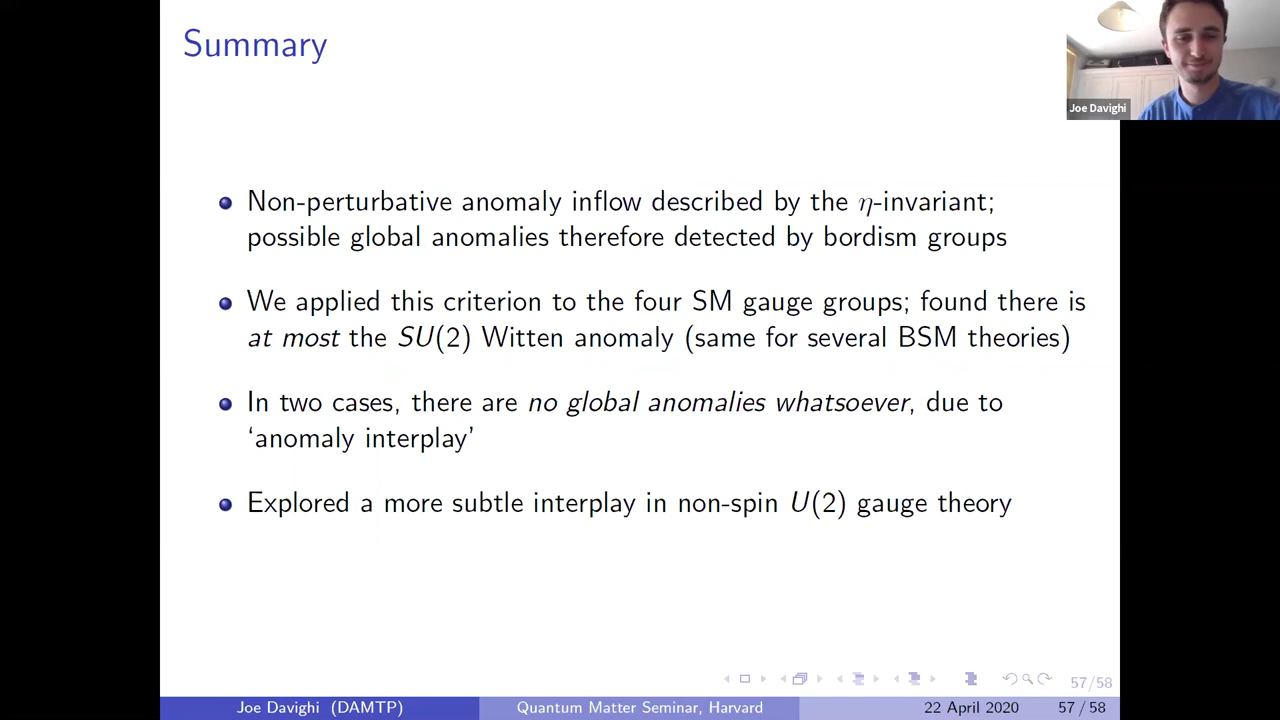 Summary
Joe Davighi
Non-perturbative anomaly inflow described by the η-invariant;
possible global anomalies therefore detected by bordism groups
We applied this criterion to the four SM gauge groups; found there is
at most the SU(2) Witten anomaly (same for several BSM theories)
In two cases, there are no global anomalies whatsoever, due to
‘anomaly interplay’
Explored a more subtle interplay in non-spin U(2) gauge theory
57/58
Joe Davighi (DAMTP) Quantum Matter Seminar, Harvard 22 April 2020 57 / 58